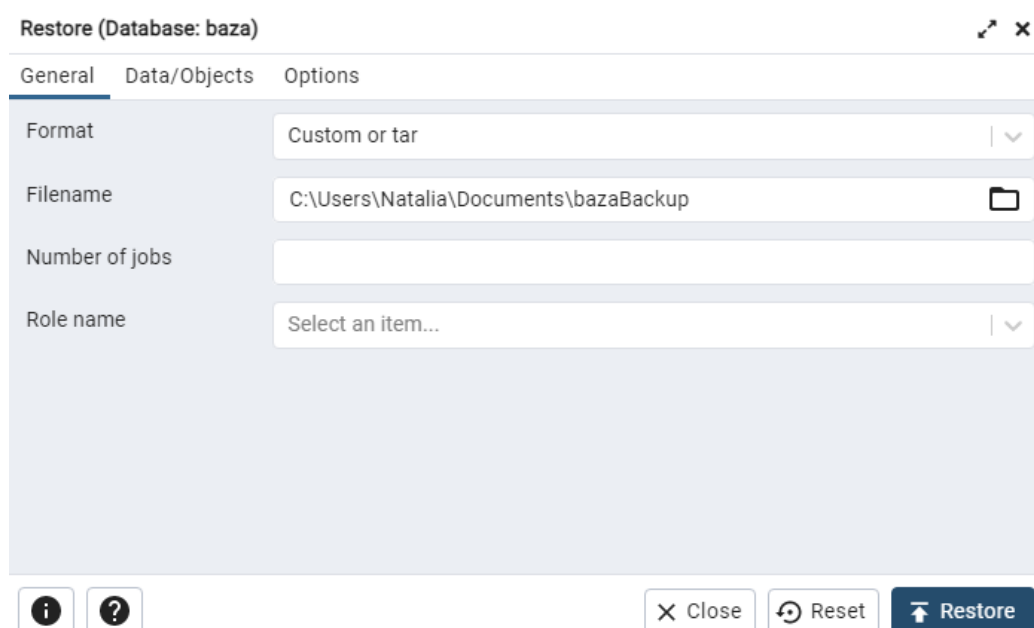 Restore (Database: baza)
General Data/Objects Options
Format Custom or tar
Filename C:\Users\Natalia\Documents\bazaBackup
Number of jobs
Role name Select an item...
Close Reset Restore